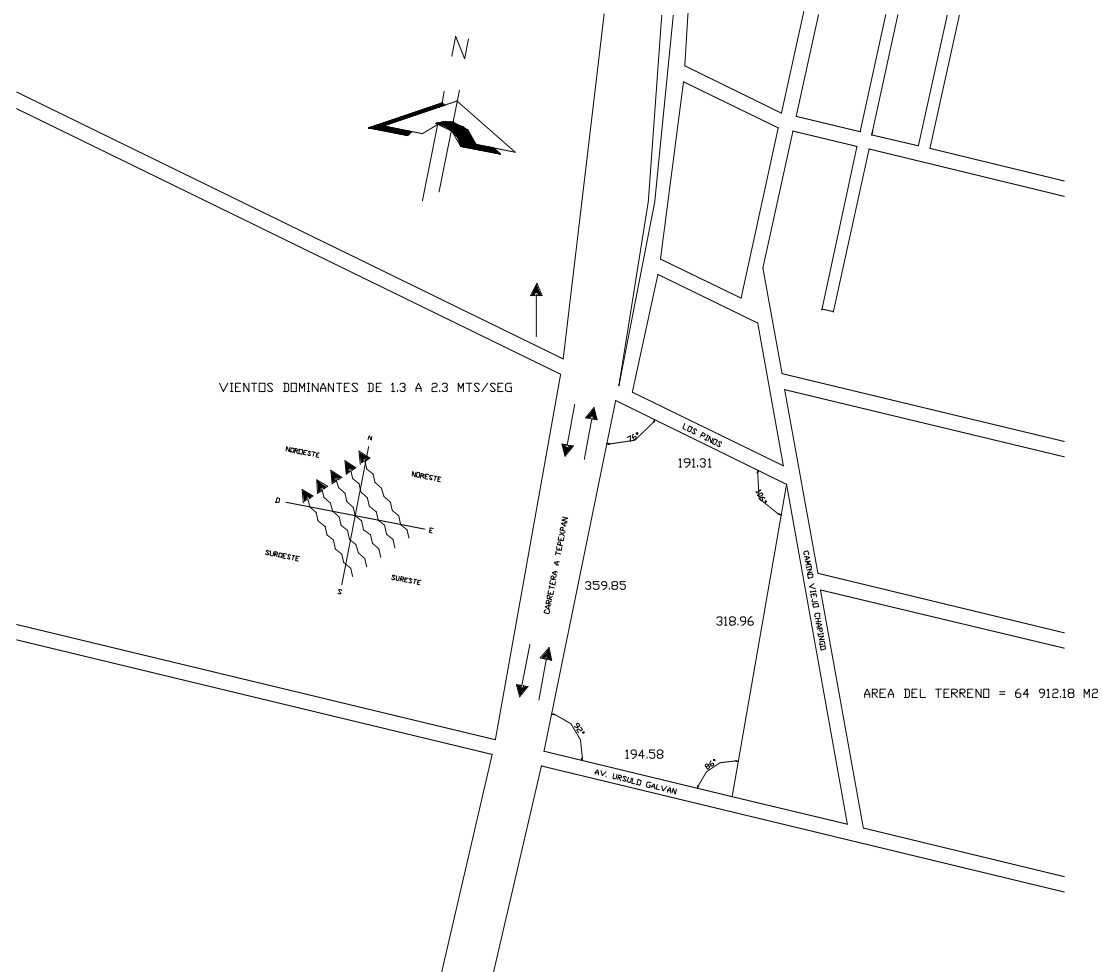 N
VIENTOS DOMINANTES DE 1.3 A 2.3 MTS/SEG
N
NOROESTE
NORESTE
O
E
SUROESTE
SURESTE
S
76°
LOS PINOS
191.31
106°
CARRETERA A TEPEXPAN
359.85
318.96
CAMINO VIEJO CHAPINGO
AREA DEL TERRENO = 64 912.18 M2
92°
194.58
86°
AV. URSULO GALVAN